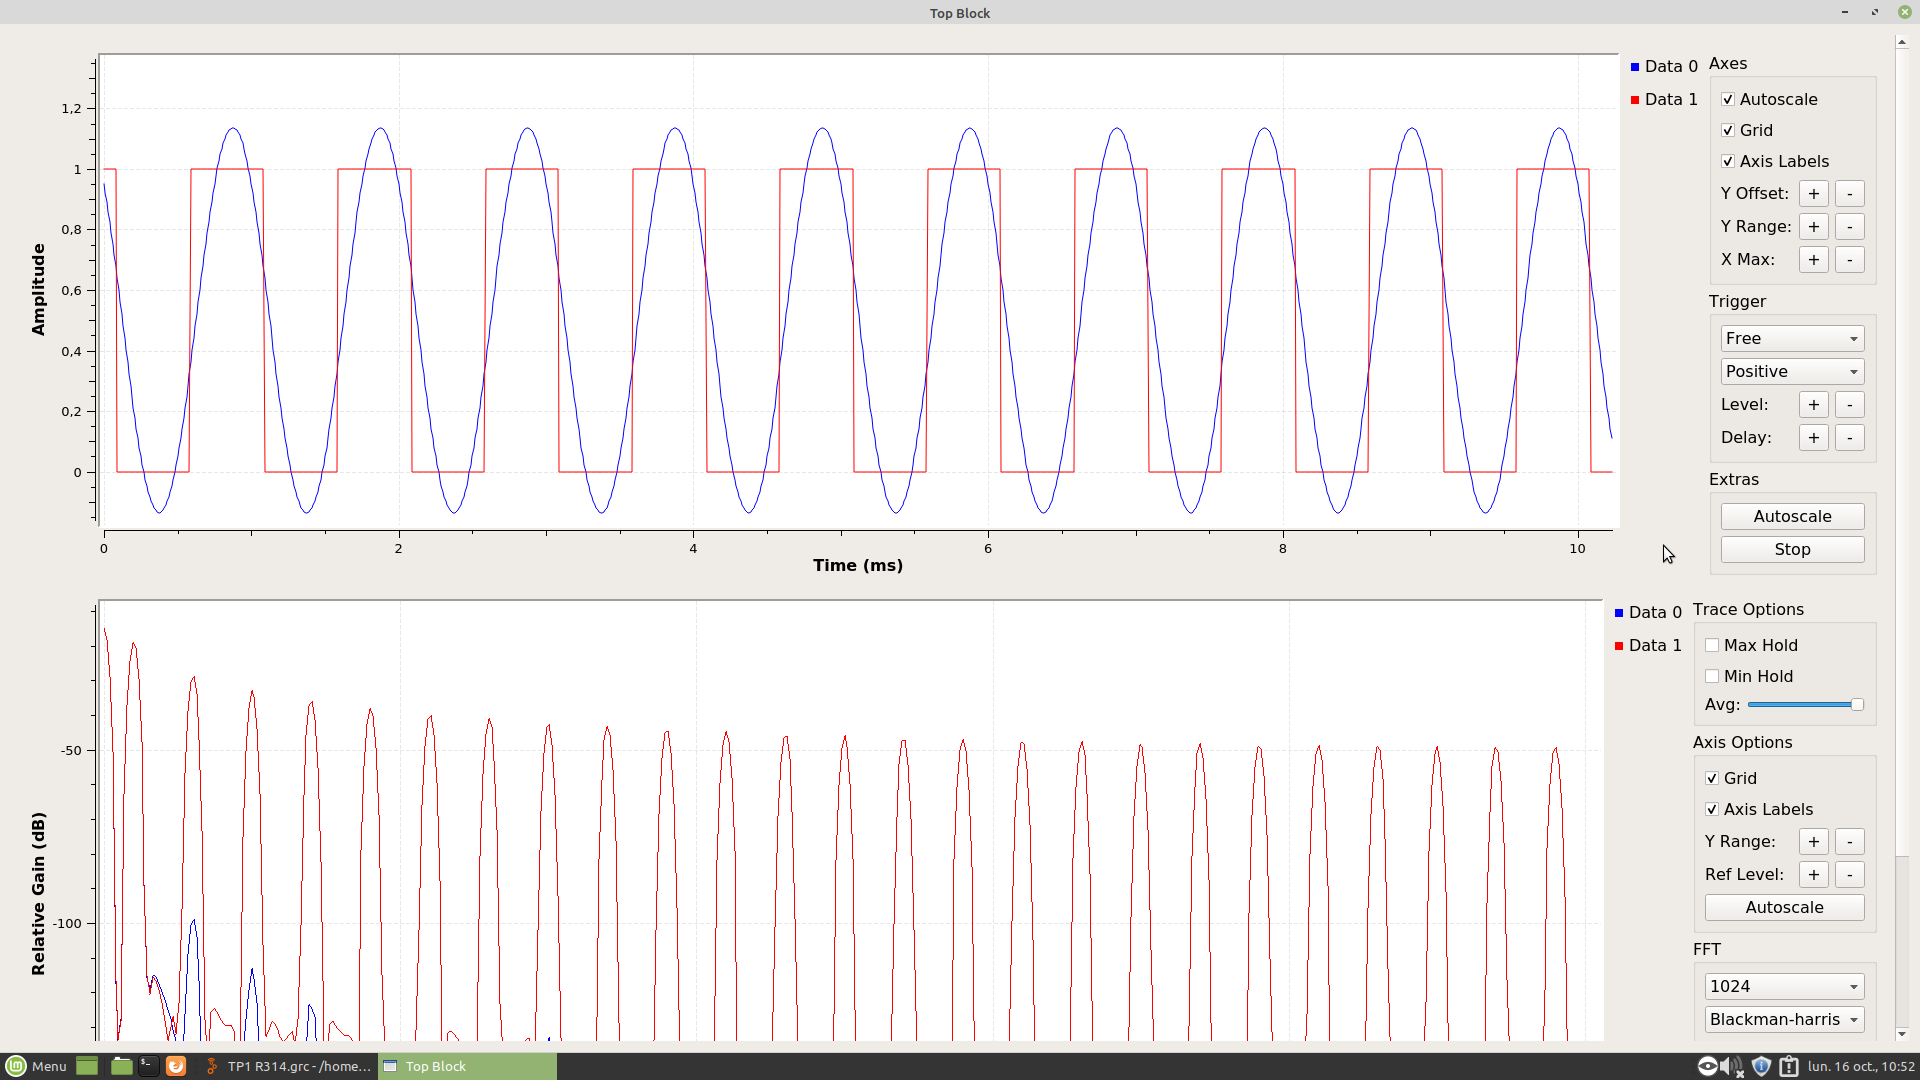 Top Block
Data 0
Data 1
Axes
Autoscale
Grid
Axis Labels
Y Offset: + -
Y Range: + -
X Max: + -
Trigger
Free
Positive
Level: + -
Delay: + -
Extras
Autoscale
Stop
Amplitude
1,2
1
0,8
0,6
0,4
0,2
0
0 2 4 6 8 10
Time (ms)
Data 0
Data 1
Trace Options
Max Hold
Min Hold
Avg:
Axis Options
Grid
Axis Labels
Y Range: + -
Ref Level: + -
Autoscale
FFT
1024
Blackman-harris
Relative Gain (dB)
-50
-100
Menu TP1 R314.grc - /home... Top Block lun. 16 oct., 10:52